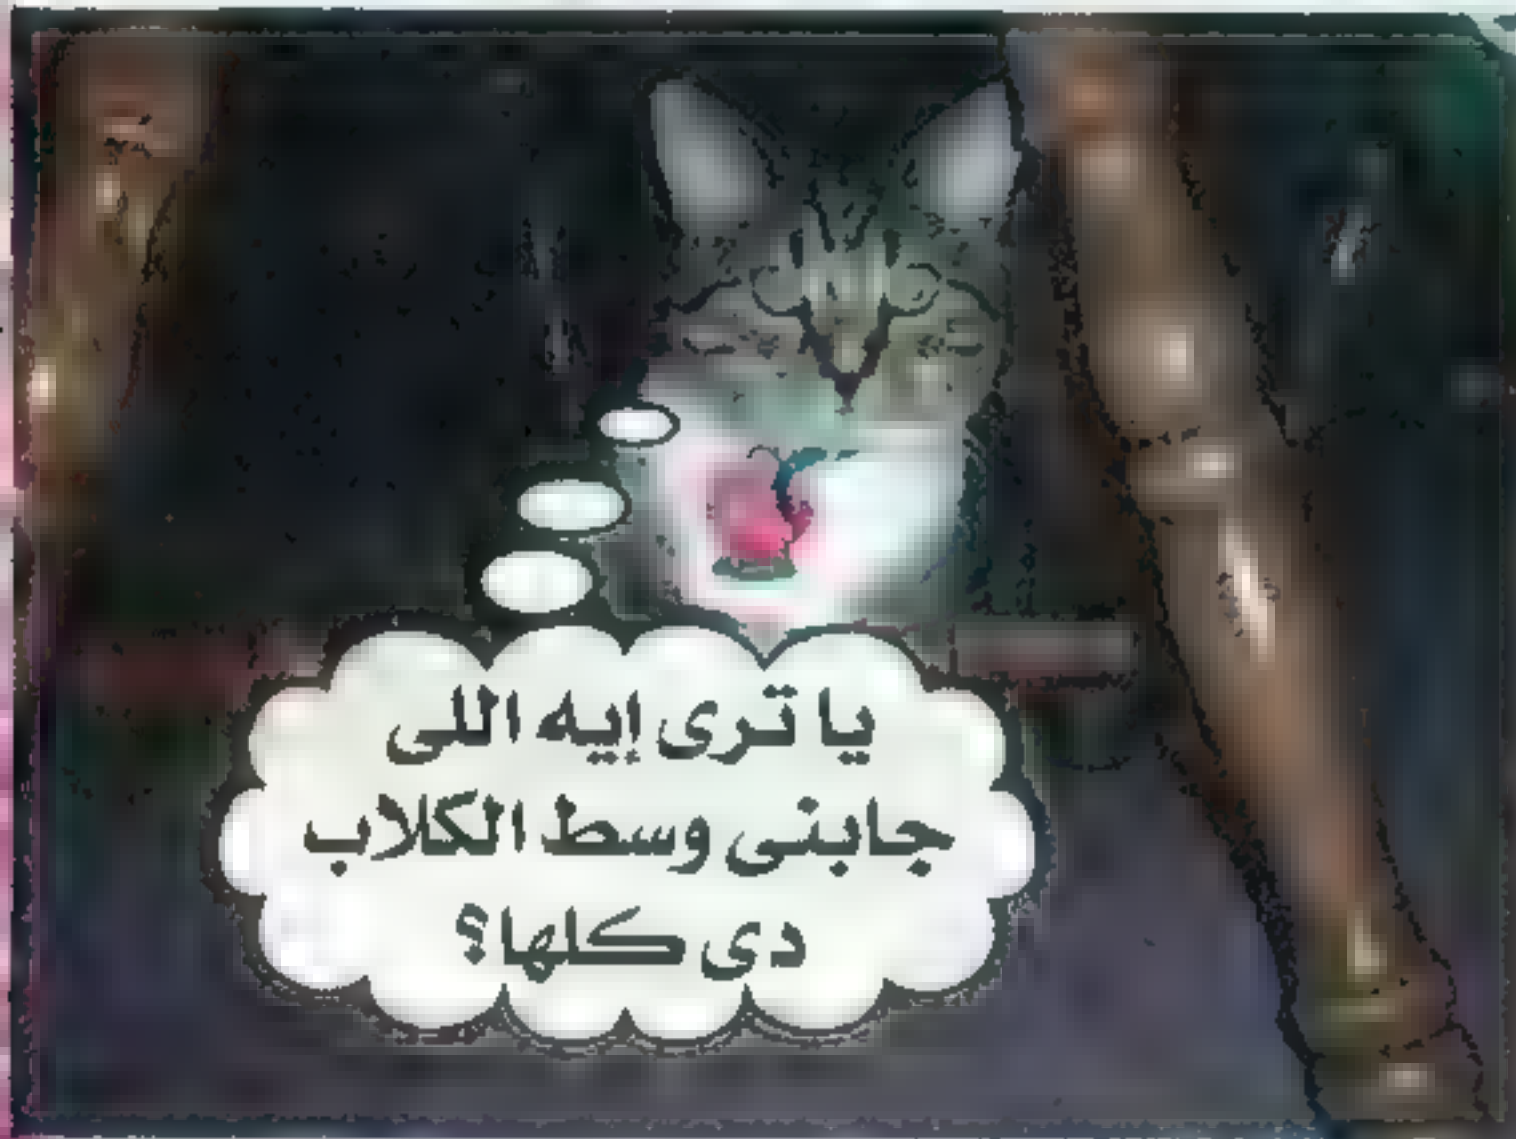 يا ترى إيه اللى
جابنى وسط الكلاب
دى كلها؟